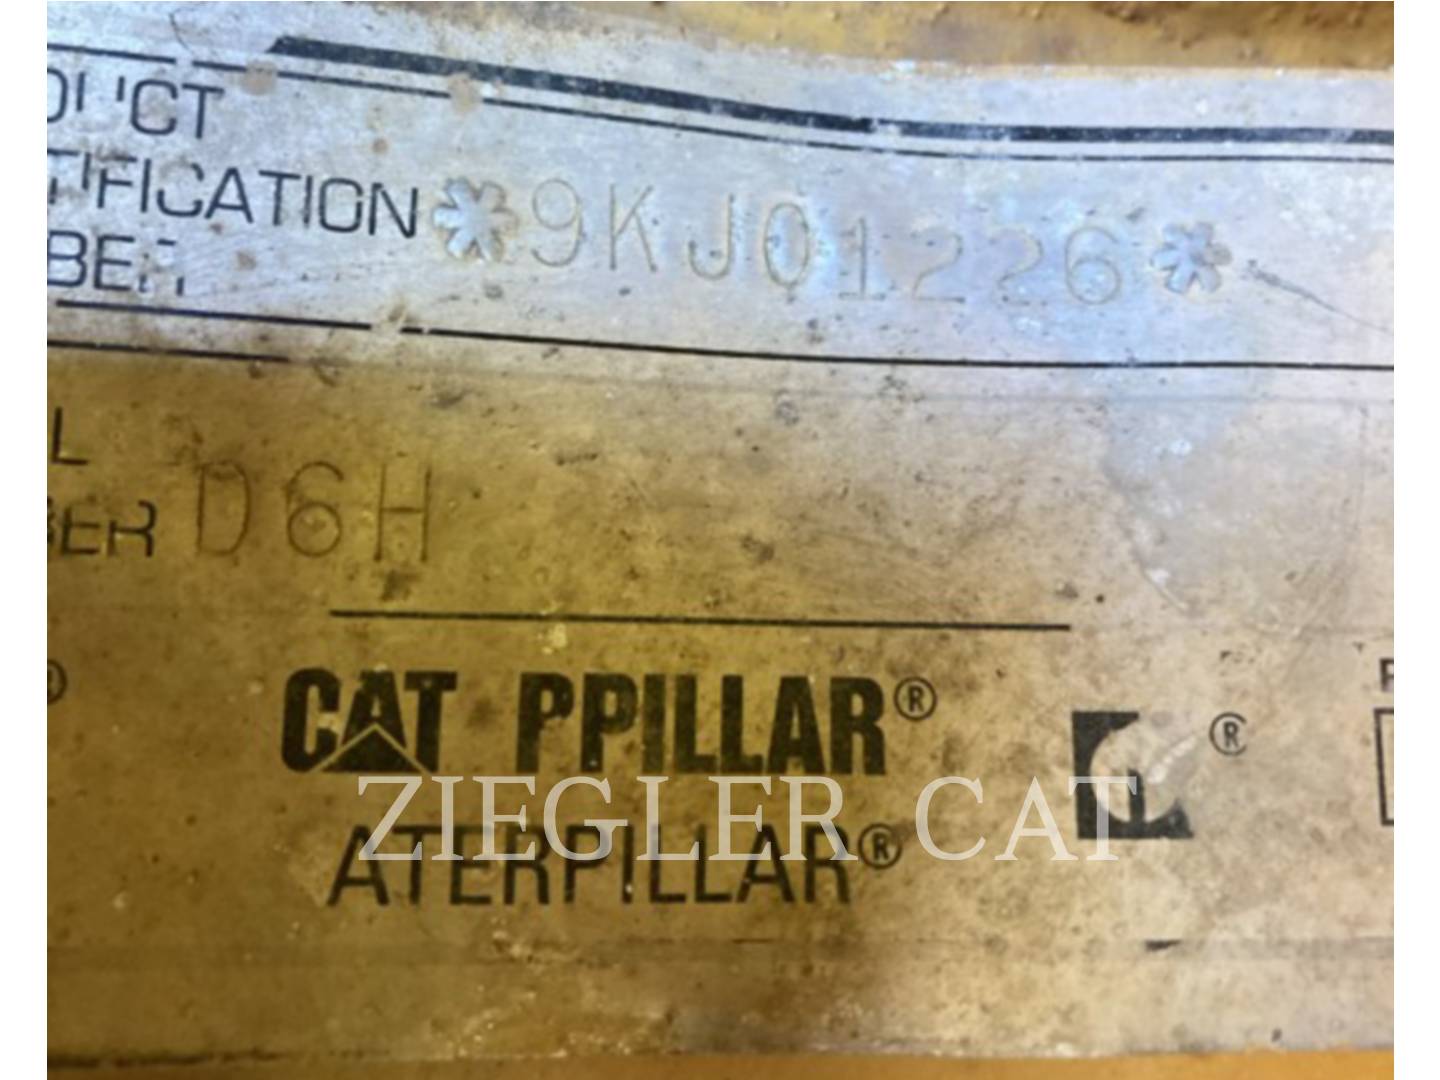 DUCT
TIFICATION *9KJ01226*
BER
L
BER D6H
CAT PPILLAR®
®
ZIEGLER CAT
ATERPILLAR®